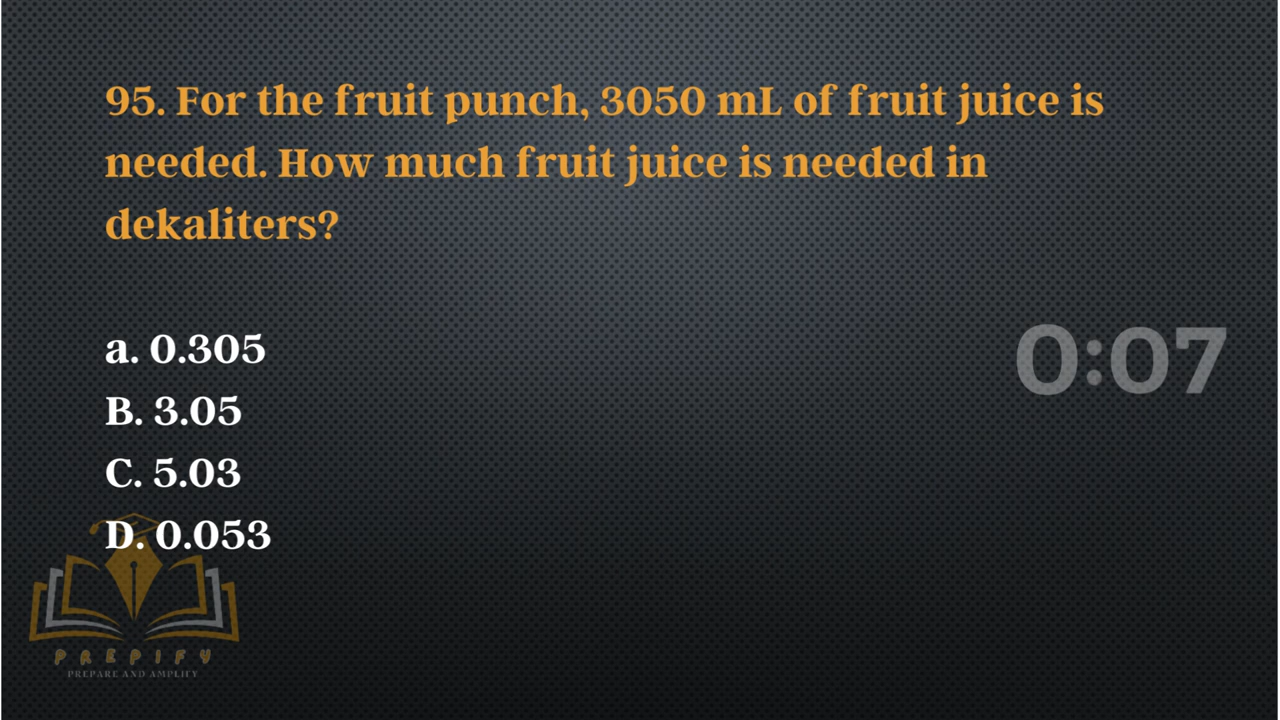 95. For the fruit punch, 3050 mL of fruit juice is
needed. How much fruit juice is needed in
dekaliters?
a. 0.305
B. 3.05
C. 5.03
D. 0.053
0:07
PREPIFY
PREPARE AND AMPLIFY